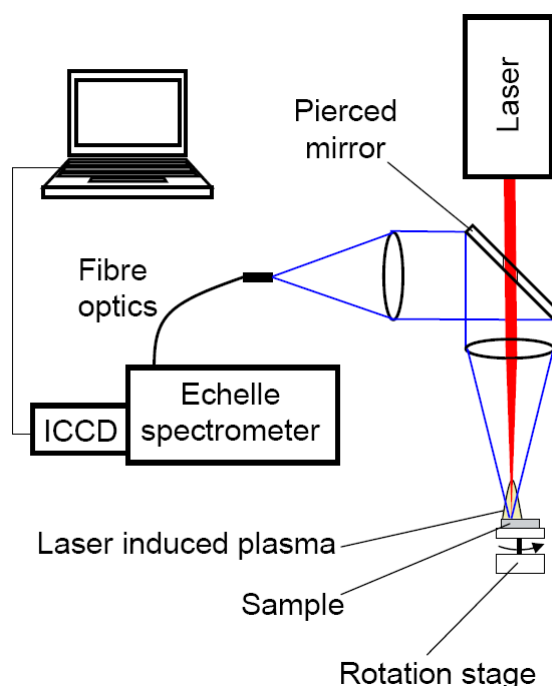 Laser
Pierced
mirror
Fibre
optics
Echelle
spectrometer
ICCD
Laser induced plasma
Sample
Rotation stage